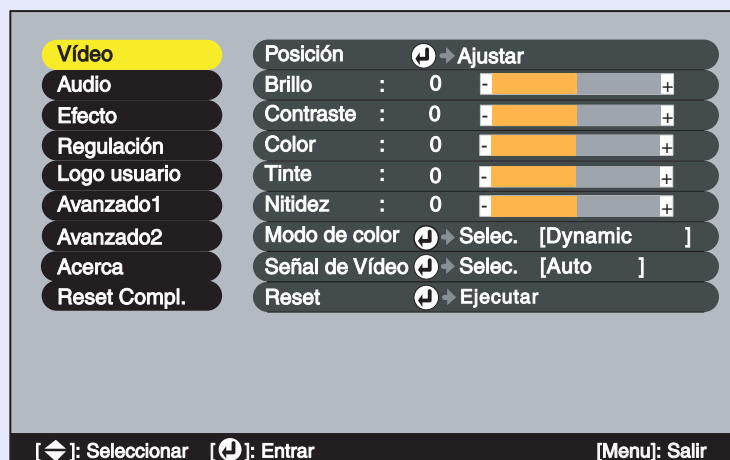 Vídeo
Audio
Efecto
Regulación
Logo usuario
Avanzado1
Avanzado2
Acerca
Reset Compl.
Posición Ajustar
Brillo : 0 - +
Contraste : 0 - +
Color : 0 - +
Tinte : 0 - +
Nitidez : 0 - +
Modo de color Selec. [Dynamic ]
Señal de Vídeo Selec. [Auto ]
Reset Ejecutar
[ ]: Seleccionar [ ]: Entrar [Menu]: Salir